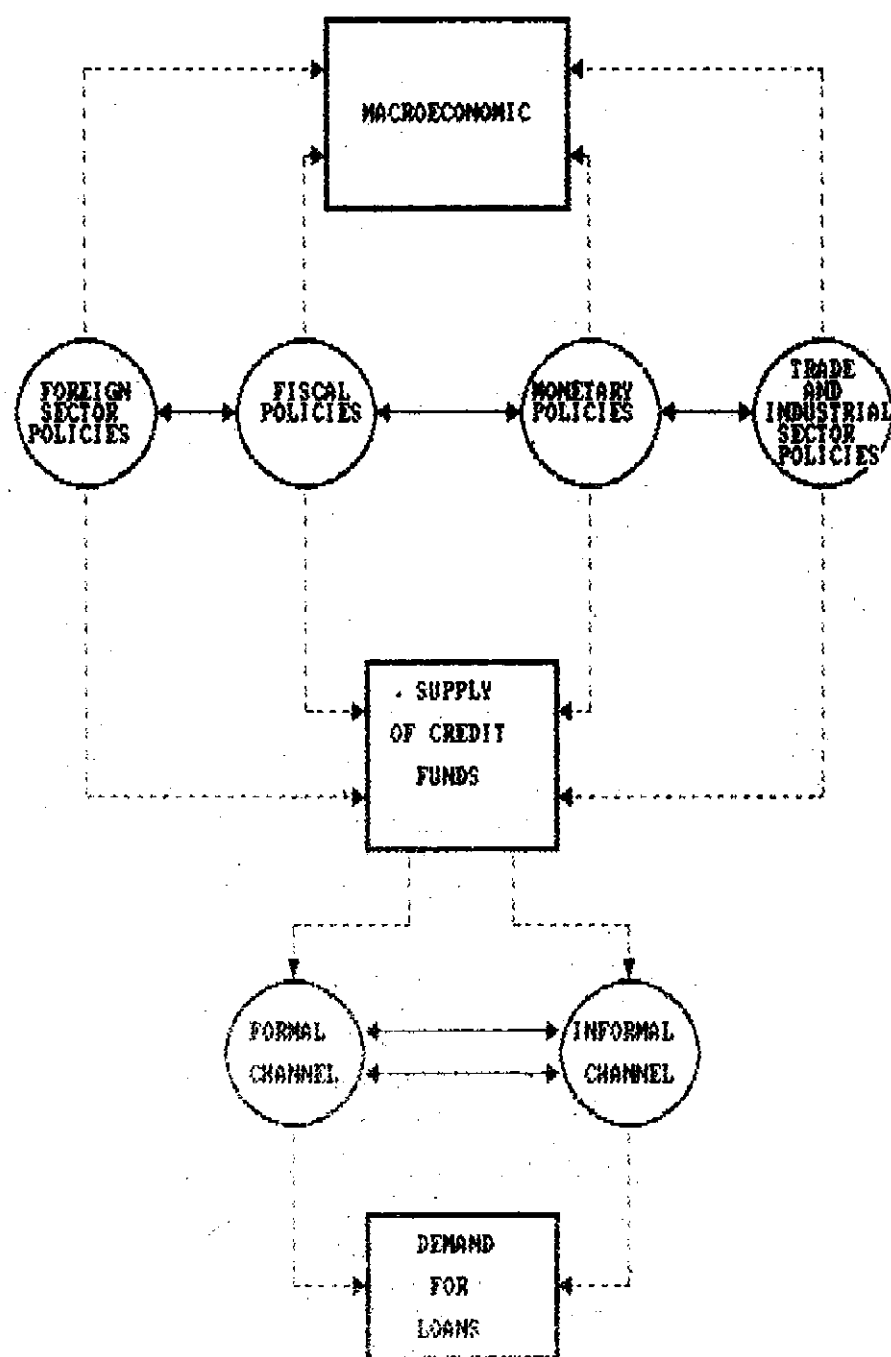 MACROECONOMIC
FOREIGN
SECTOR
POLICIES
FISCAL
POLICIES
MONETARY
POLICIES
TRADE
AND
INDUSTRIAL
SECTOR
POLICIES
SUPPLY
OF CREDIT
FUNDS
FORMAL
CHANNEL
INFORMAL
CHANNEL
DEMAND
FOR
LOANS